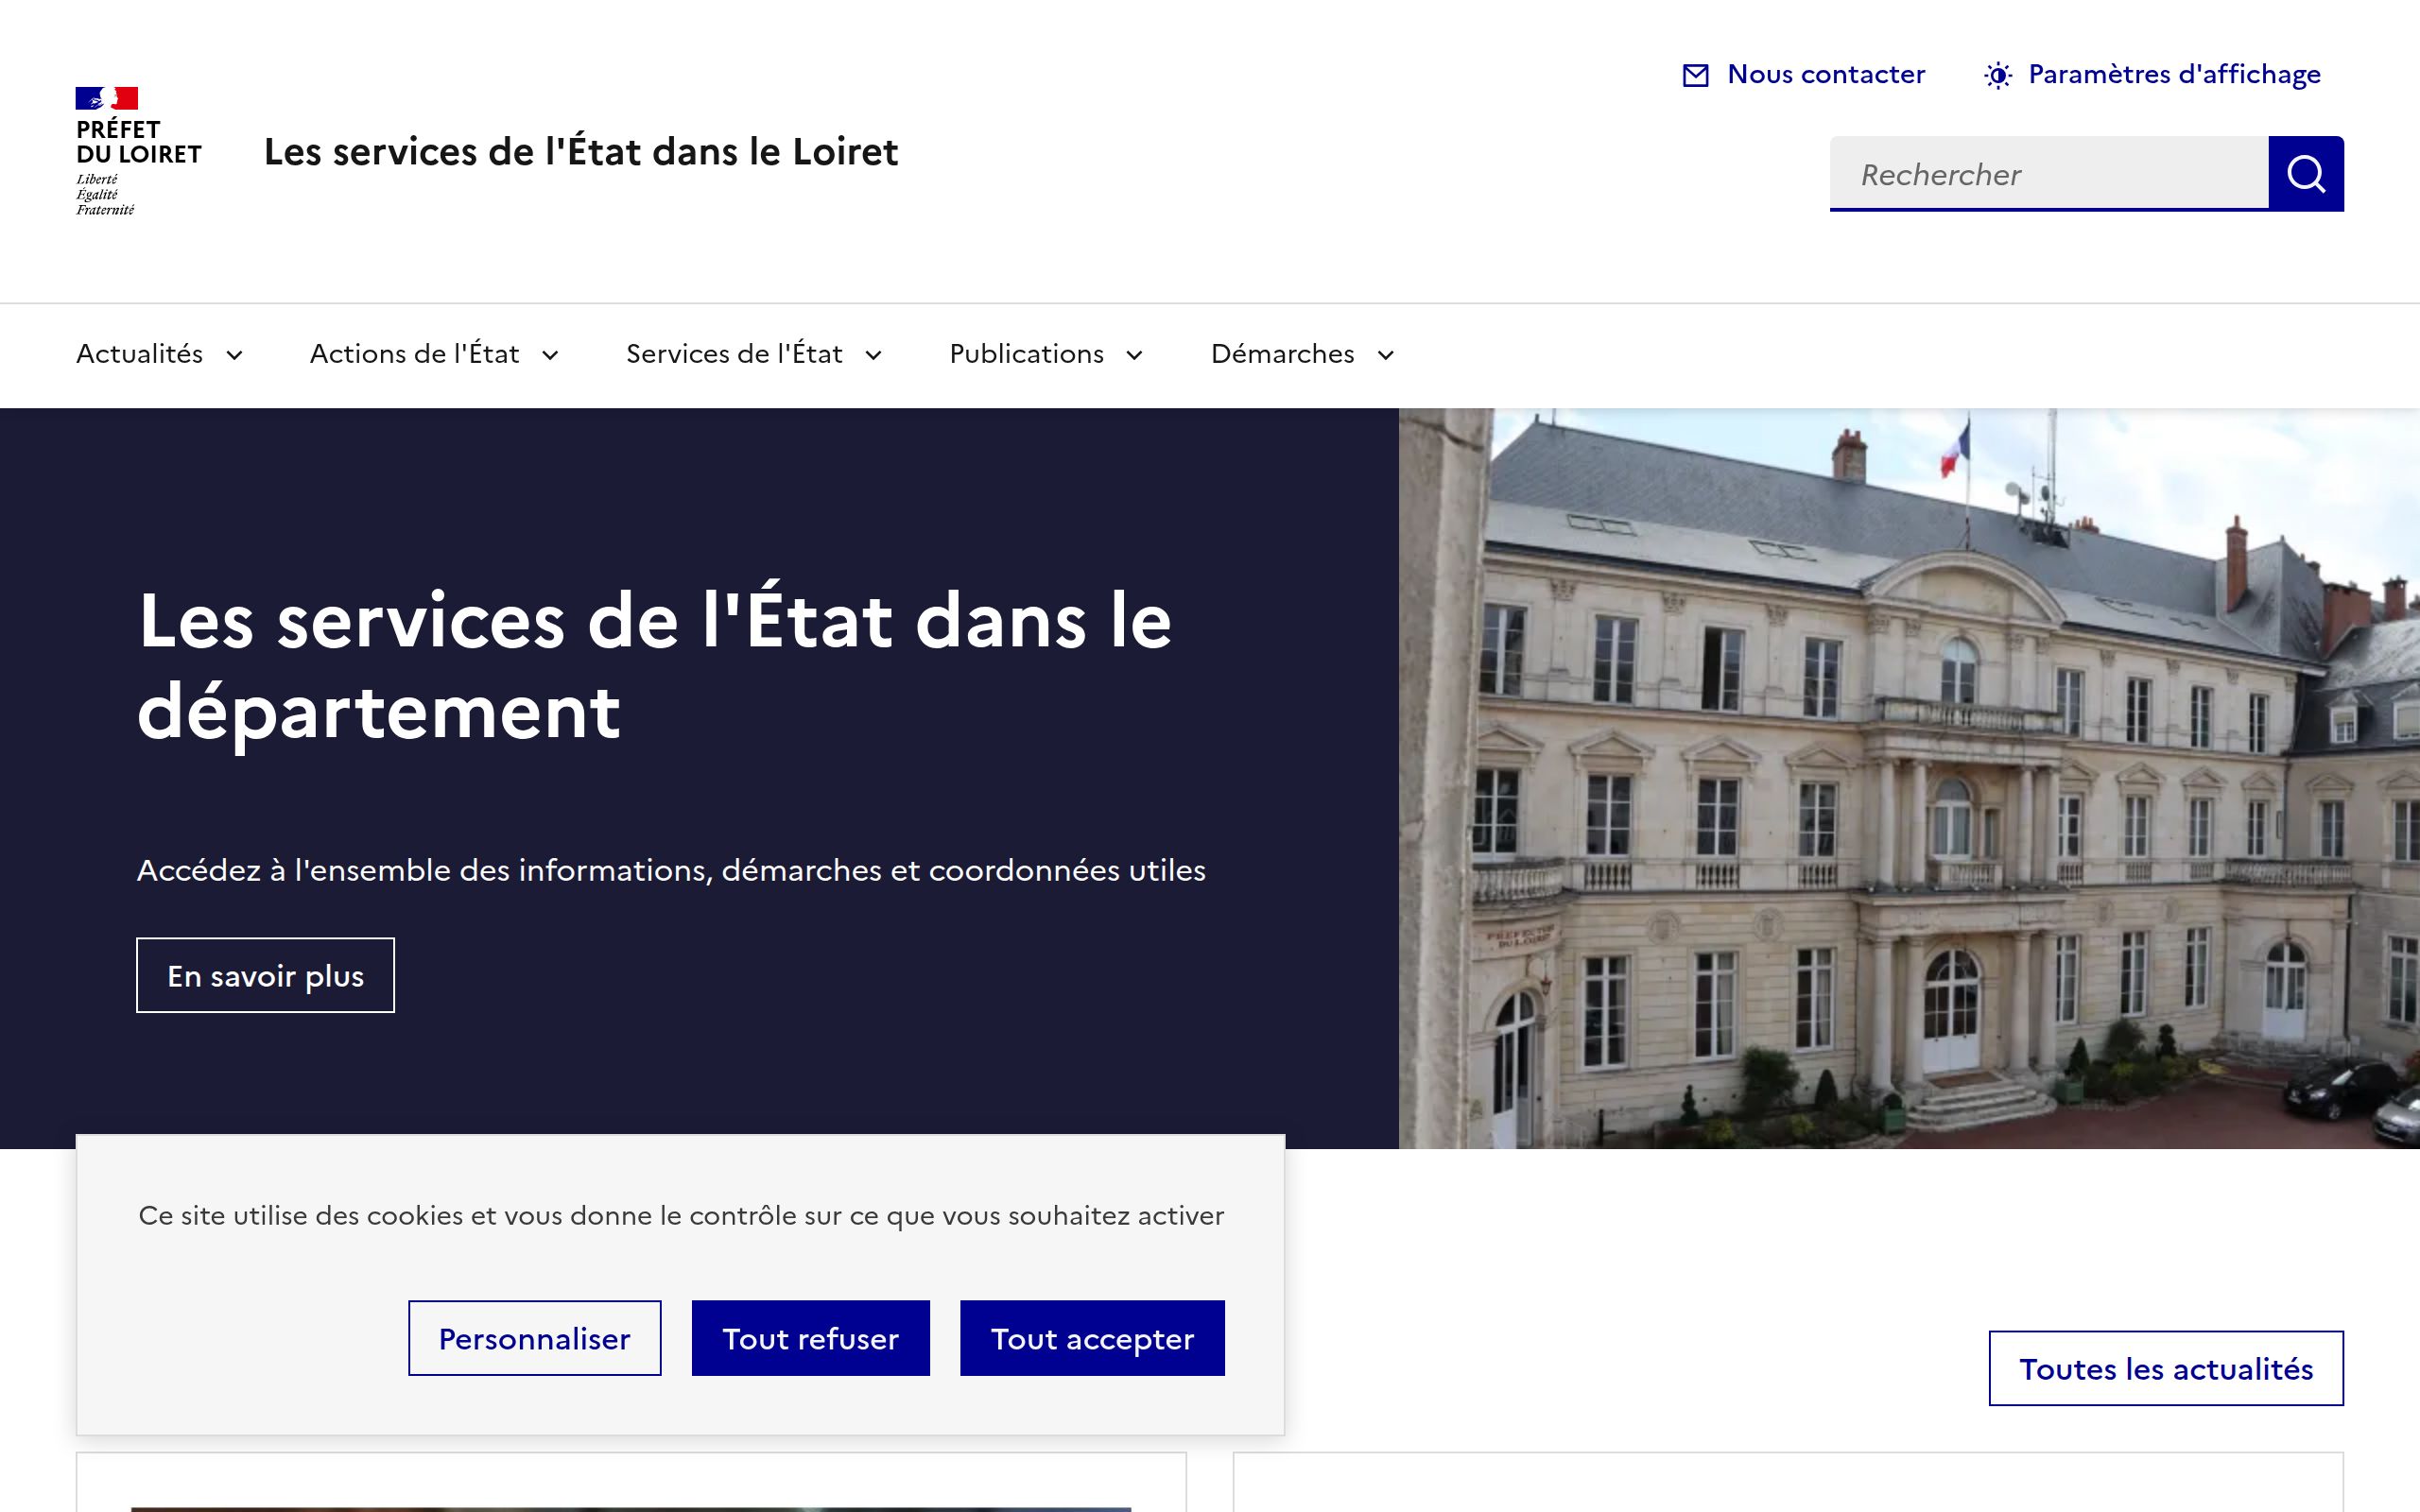 Nous contacter
Paramètres d'affichage
PRÉFET
DU LOIRET
Liberté
Égalité
Fraternité
Les services de l'État dans le Loiret
Rechercher
Actualités
Actions de l'État
Services de l'État
Publications
Démarches
Les services de l'État dans le
département
Accédez à l'ensemble des informations, démarches et coordonnées utiles
En savoir plus
PREFECTURE
DU LOIRET
Ce site utilise des cookies et vous donne le contrôle sur ce que vous souhaitez activer
Personnaliser
Tout refuser
Tout accepter
Toutes les actualités